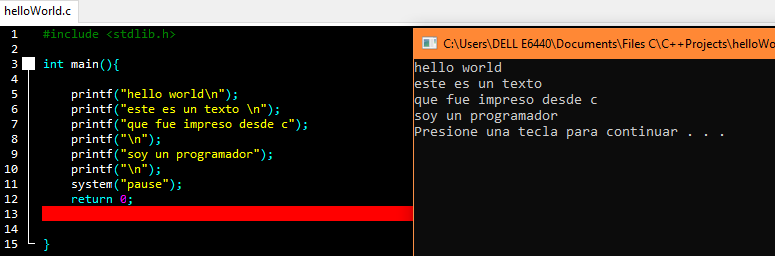 helloWorld.c
1 #include <stdlib.h>
2
3 int main(){
4
5 printf("hello world\n");
6 printf("este es un texto \n");
7 printf("que fue impreso desde c");
8 printf("\n");
9 printf("soy un programador");
10 printf("\n");
11 system("pause");
12 return 0;
13
14
15 }
C:\Users\DELL E6440\Documents\Files C\C++Projects\helloWo
hello world
este es un texto
que fue impreso desde c
soy un programador
Presione una tecla para continuar . . .